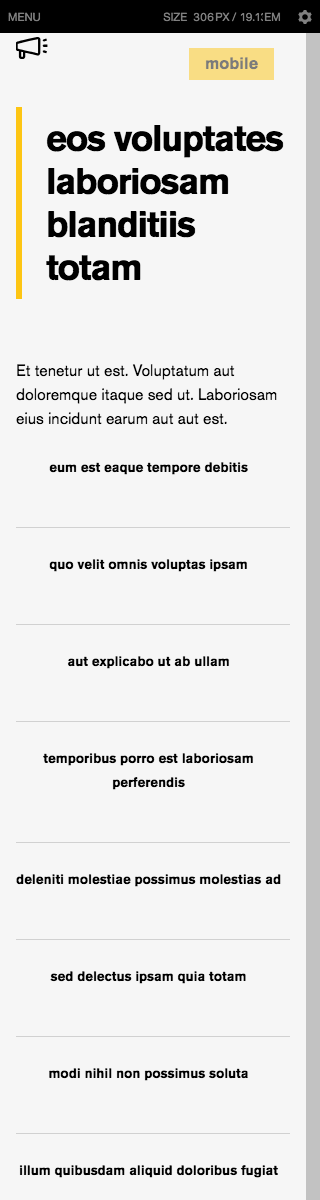 MENU
SIZE 306PX / 19.13EM
mobile
eos voluptates
laboriosam
blanditiis
totam
Et tenetur ut est. Voluptatum aut
doloremque itaque sed ut. Laboriosam
eius incidunt earum aut aut est.
eum est eaque tempore debitis
quo velit omnis voluptas ipsam
aut explicabo ut ab ullam
temporibus porro est laboriosam
perferendis
deleniti molestiae possimus molestias ad
sed delectus ipsam quia totam
modi nihil non possimus soluta
illum quibusdam aliquid doloribus fugiat